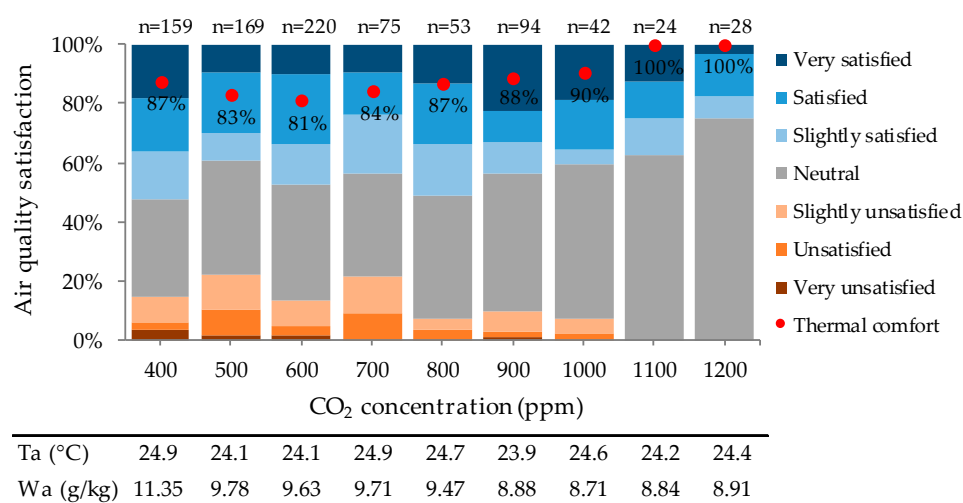 n=159 n=169 n=220 n=75 n=53 n=94 n=42 n=24 n=28
100%
80%
60%
40%
20%
0%
Air quality satisfaction
87% 83% 81% 84% 87% 88% 90% 100% 100%
Very satisfied
Satisfied
Slightly satisfied
Neutral
Slightly unsatisfied
Unsatisfied
Very unsatisfied
Thermal comfort
400 500 600 700 800 900 1000 1100 1200
CO₂ concentration (ppm)
Ta (°C) 24.9 24.1 24.1 24.9 24.7 23.9 24.6 24.2 24.4
Wa (g/kg) 11.35 9.78 9.63 9.71 9.47 8.88 8.71 8.84 8.91